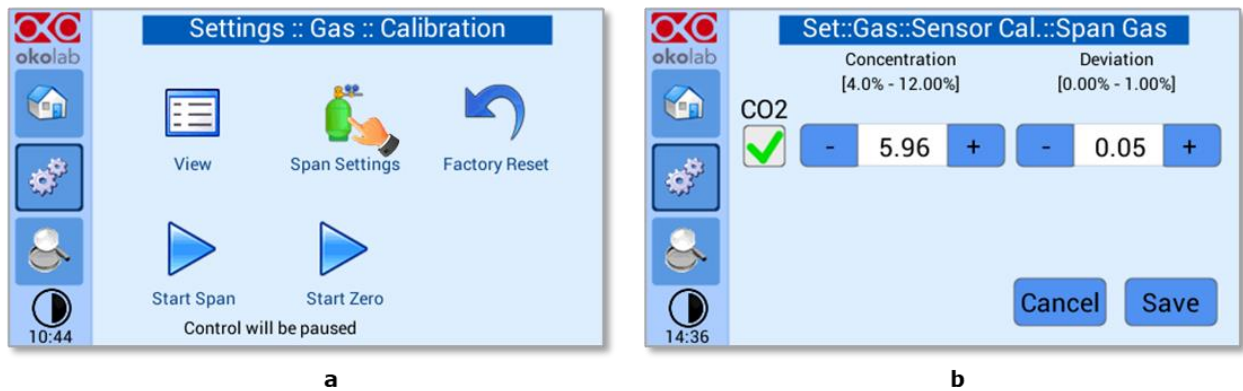 Settings :: Gas :: Calibration
okolab
View
Span Settings
Factory Reset
Start Span
Start Zero
Control will be paused
10:44
a
Set::Gas::Sensor Cal.::Span Gas
okolab
Concentration
[4.0% - 12.00%]
Deviation
[0.00% - 1.00%]
CO2
- 5.96 +
- 0.05 +
Cancel
Save
14:36
b